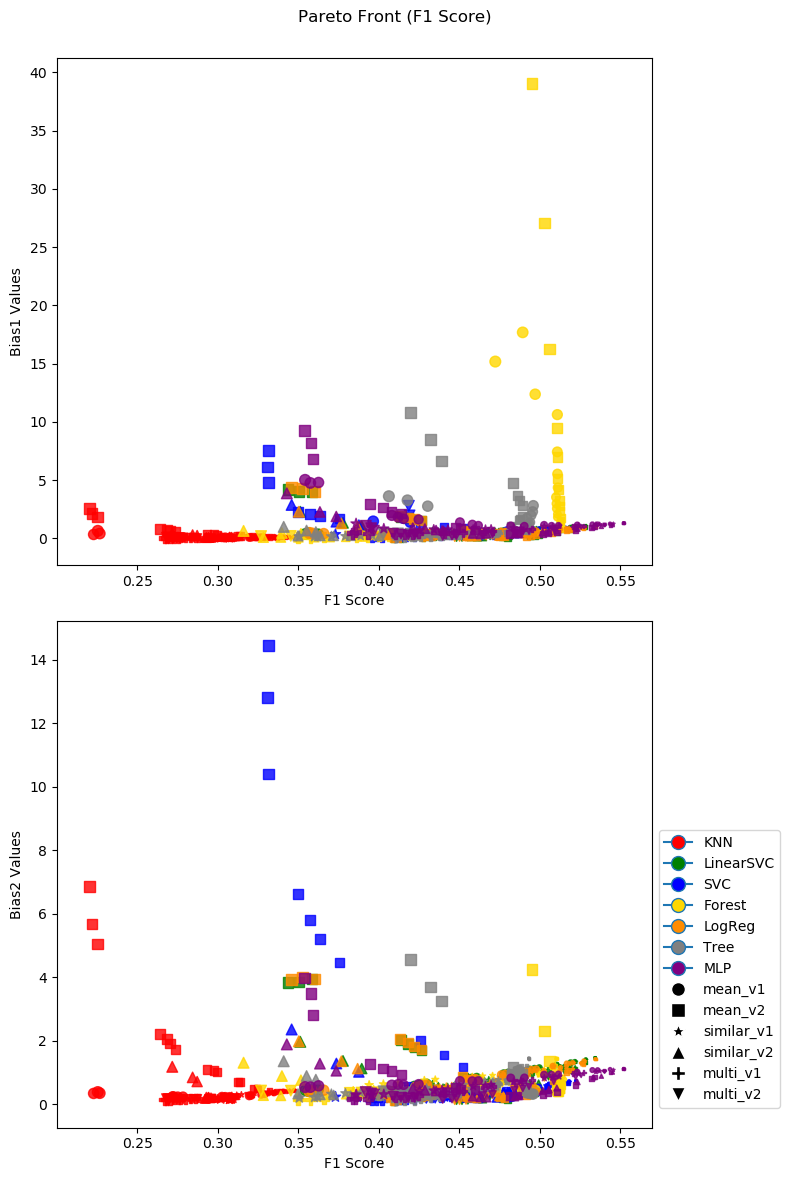 Pareto Front (F1 Score)
40
35
30
25
20
15
10
5
0
Bias1 Values
0.25 0.30 0.35 0.40 0.45 0.50 0.55
F1 Score
14
12
10
8
6
4
2
0
Bias2 Values
0.25 0.30 0.35 0.40 0.45 0.50 0.55
F1 Score
KNN
LinearSVC
SVC
Forest
LogReg
Tree
MLP
mean_v1
mean_v2
similar_v1
similar_v2
multi_v1
multi_v2